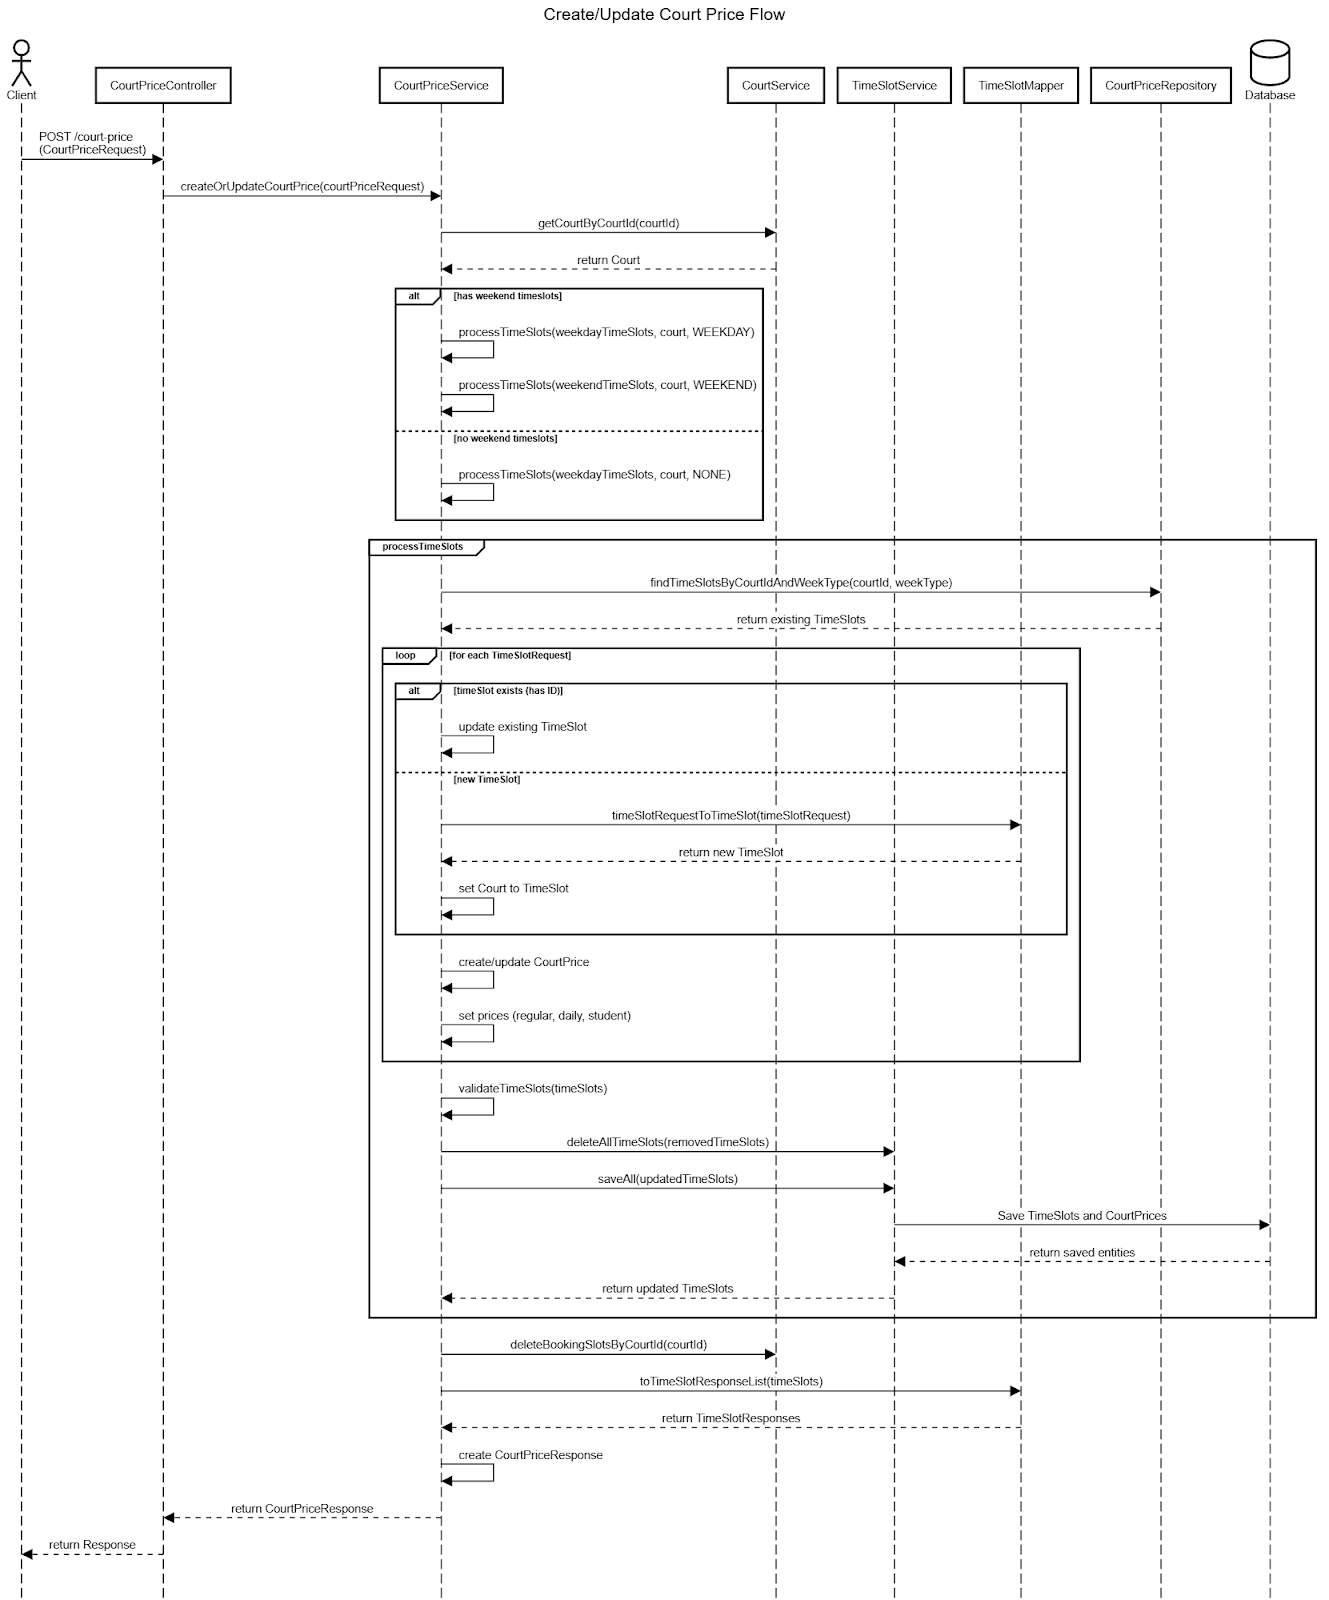 Create/Update Court Price Flow
Client
CourtPriceController
CourtPriceService
CourtService
TimeSlotService
TimeSlotMapper
CourtPriceRepository
Database
POST /court-price
(CourtPriceRequest)
createOrUpdateCourtPrice(courtPriceRequest)
getCourtByCourtId(courtId)
return Court
alt
[has weekend timeslots]
processTimeSlots(weekdayTimeSlots, court, WEEKDAY)
processTimeSlots(weekendTimeSlots, court, WEEKEND)
[no weekend timeslots]
processTimeSlots(weekdayTimeSlots, court, NONE)
processTimeSlots
findTimeSlotsByCourtIdAndWeekType(courtId, weekType)
return existing TimeSlots
loop
[for each TimeSlotRequest]
alt
[timeSlot exists (has ID)]
update existing TimeSlot
[new TimeSlot]
timeSlotRequestToTimeSlot(timeSlotRequest)
return new TimeSlot
set Court to TimeSlot
create/update CourtPrice
set prices (regular, daily, student)
validateTimeSlots(timeSlots)
deleteAllTimeSlots(removedTimeSlots)
saveAll(updatedTimeSlots)
Save TimeSlots and CourtPrices
return saved entities
return updated TimeSlots
deleteBookingSlotsByCourtId(courtId)
toTimeSlotResponseList(timeSlots)
return TimeSlotResponses
create CourtPriceResponse
return CourtPriceResponse
return Response